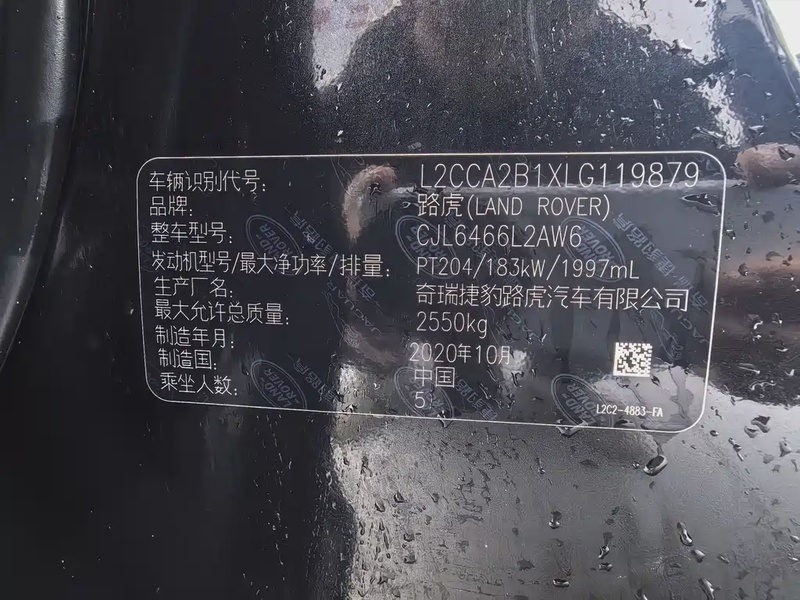 车辆识别代号： L2CCA2B1XLG119879
品牌： 路虎(LAND ROVER)
整车型号： CJL6466L2AW6
发动机型号/最大净功率/排量： PT204/183kW/1997mL
生产厂名： 奇瑞捷豹路虎汽车有限公司
最大允许总质量： 2550kg
制造年月： 2020年10月
制造国： 中国
乘坐人数： 5
L2C2-4883-FA